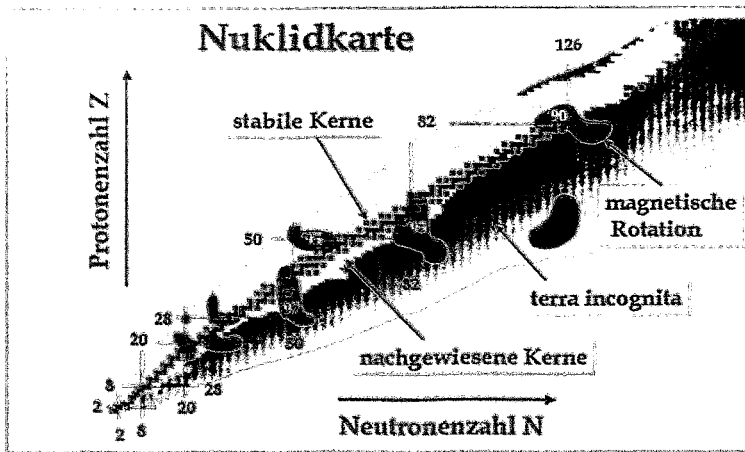 Nuklidkarte
126
Protonenzahl Z
stabile Kerne
82
magnetische
Rotation
50
82
terra incognita
28
50
20
nachgewiesene Kerne
28
8
20
2
2
8
Neutronenzahl N